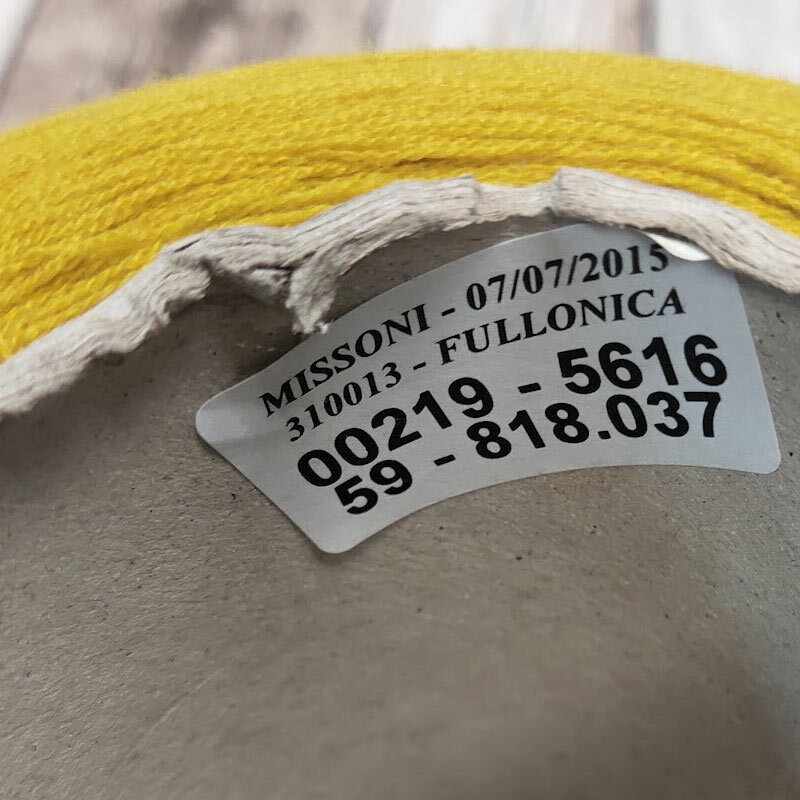 MISSONI - 07/07/2015
310013 - FULLONICA
00219 - 5616
59 - 818.037